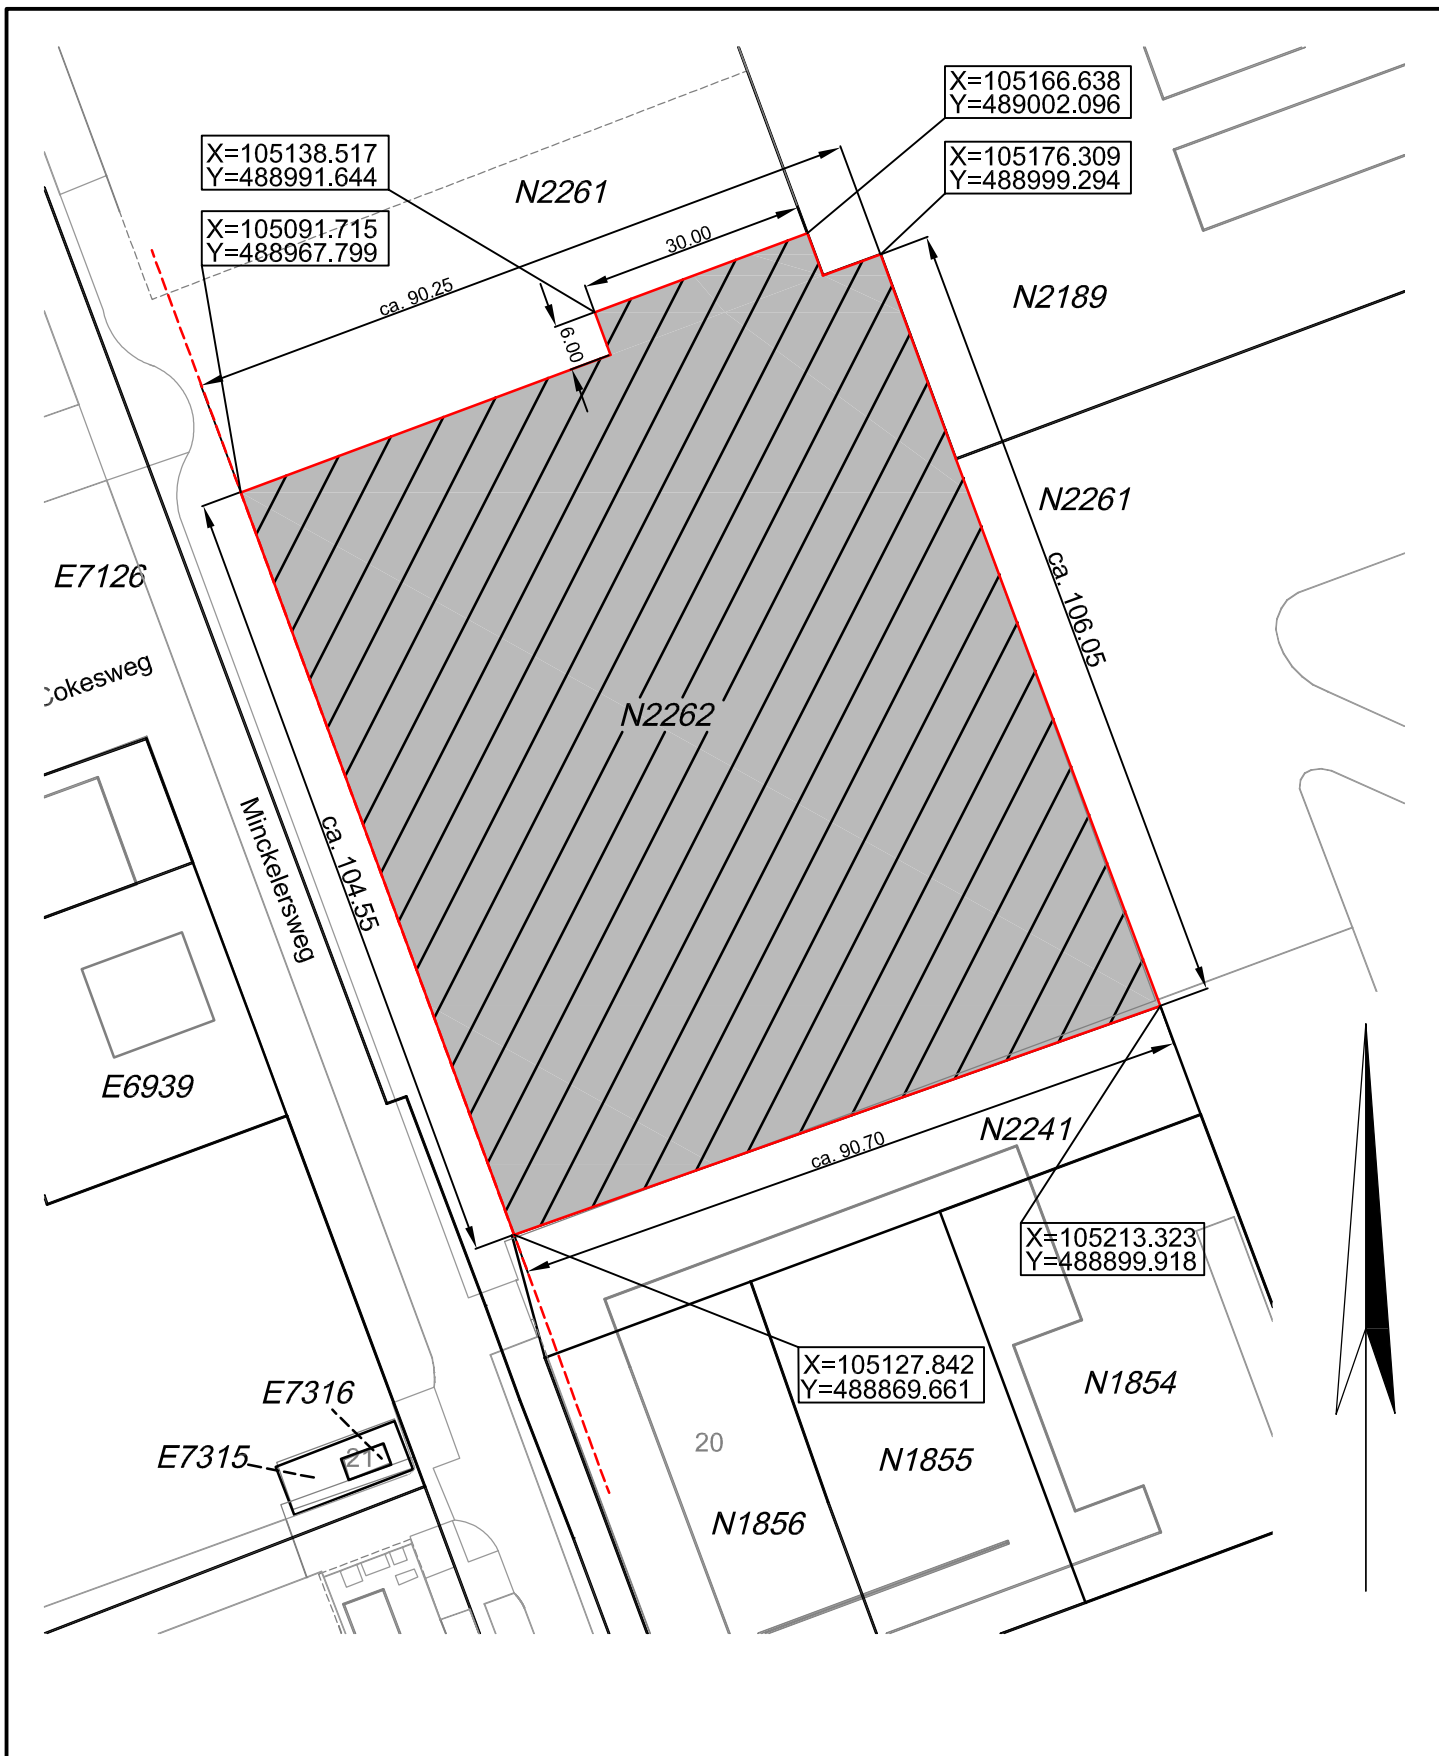 X=105166.638
Y=489002.096
X=105138.517
Y=488991.644
X=105176.309
Y=488999.294
N2261
X=105091.715
Y=488967.799
30.00
ca. 90.25
N2189
6.00
N2261
E7126
ca. 106.05
Cokesweg
N2262
Minckelersweg
ca. 104.55
E6939
N2241
ca. 90.70
X=105213.323
Y=488899.918
X=105127.842
Y=488869.661
N1854
E7316
20
E7315
21
N1855
N1856